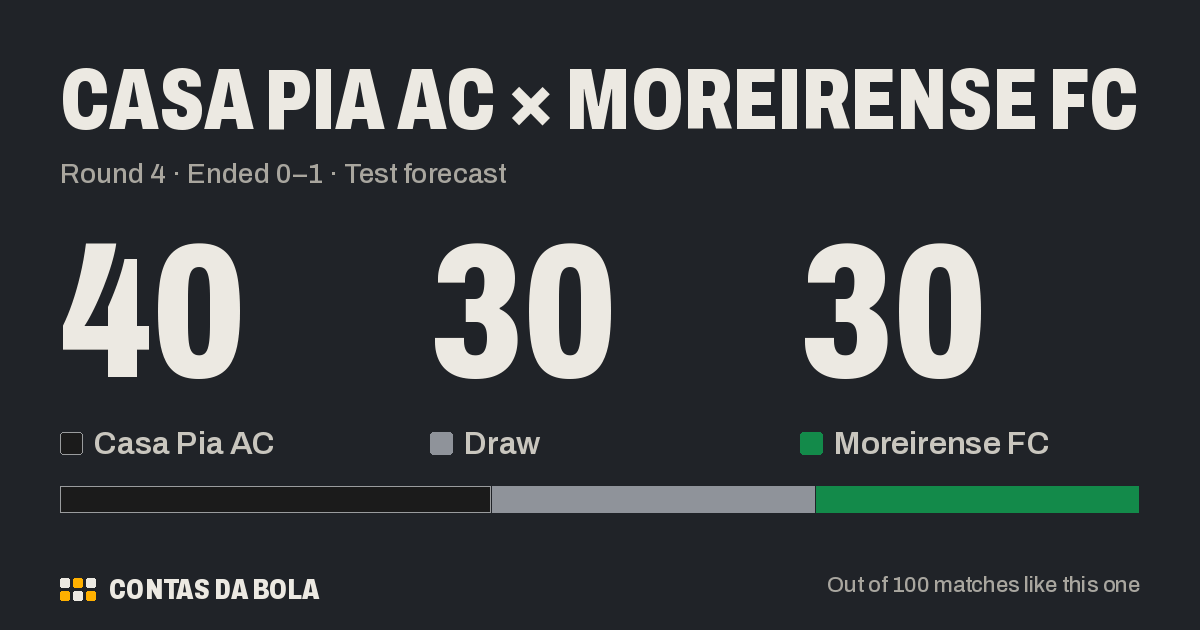 CASA PIA AC × MOREIRENSE FC
Round 4 · Ended 0–1 · Test forecast
40 30 30
Casa Pia AC Draw Moreirense FC
CONTAS DA BOLA
Out of 100 matches like this one